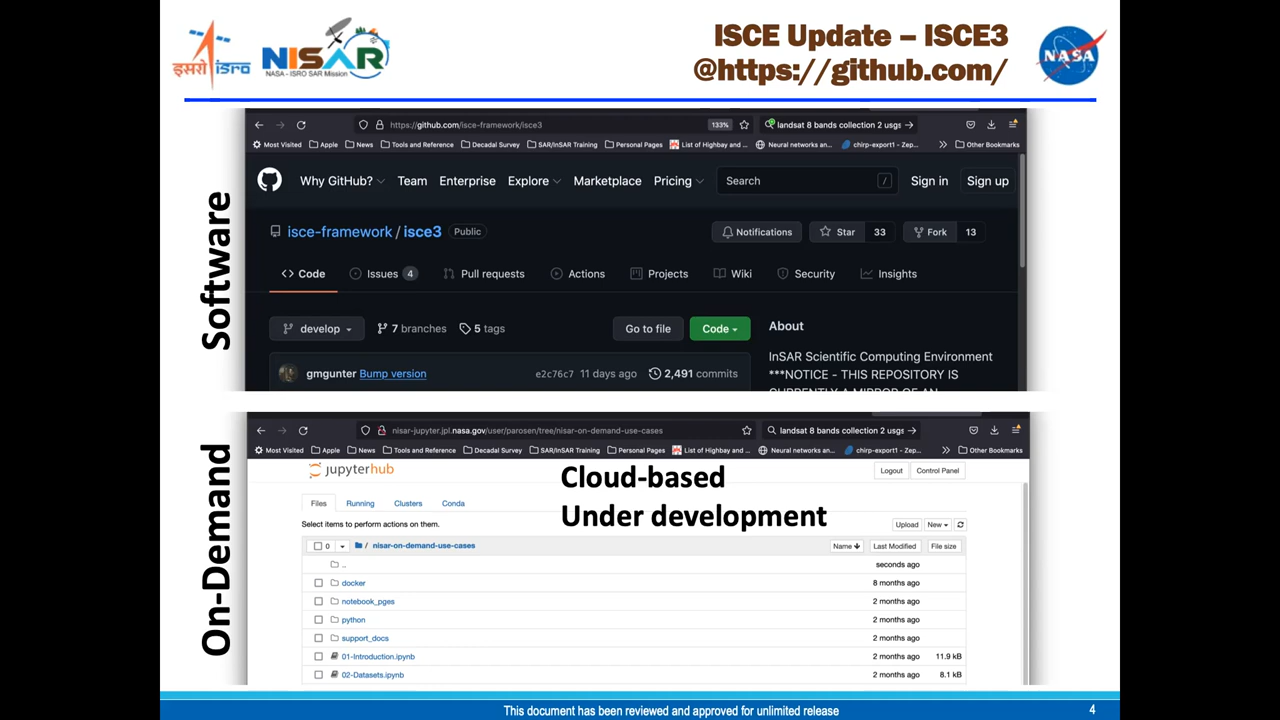 इसरो isro
NISAR
NASA - ISRO SAR Mission
ISCE Update – ISCE3
@https://github.com/
NASA
Software
https://github.com/isce-framework/isce3
133%
landsat 8 bands collection 2 usgs
Most Visited
Apple
News
Tools and Reference
Decadal Survey
SAR/InSAR Training
Personal Pages
List of Highbay and ...
Neural networks an...
chirp-export1 - Zep...
Other Bookmarks
Why GitHub?
Team
Enterprise
Explore
Marketplace
Pricing
Search
/
Sign in
Sign up
isce-framework / isce3
Public
Notifications
Star
33
Fork
13
<> Code
Issues 4
Pull requests
Actions
Projects
Wiki
Security
Insights
develop
7 branches
5 tags
Go to file
Code
About
InSAR Scientific Computing Environment
***NOTICE - THIS REPOSITORY IS
CURRENTLY A MIRROR OF AN
gmgunter Bump version
e2c76c7 11 days ago
2,491 commits
On-Demand
nisar-jupyter.jpl.nasa.gov/user/parosen/tree/nisar-on-demand-use-cases
landsat 8 bands collection 2 usgs
Most Visited
Apple
News
Tools and Reference
Decadal Survey
SAR/InSAR Training
Personal Pages
List of Highbay and ...
Neural networks an...
chirp-export1 - Zep...
Other Bookmarks
jupyterhub
Cloud-based
Under development
Logout
Control Panel
Files
Running
Clusters
Conda
Select items to perform actions on them.
Upload
New
0
/ nisar-on-demand-use-cases
Name
Last Modified
File size
..
seconds ago
docker
8 months ago
notebook_pges
2 months ago
python
2 months ago
support_docs
2 months ago
01-Introduction.ipynb
2 months ago
11.9 kB
02-Datasets.ipynb
2 months ago
8.1 kB
This document has been reviewed and approved for unlimited release
4